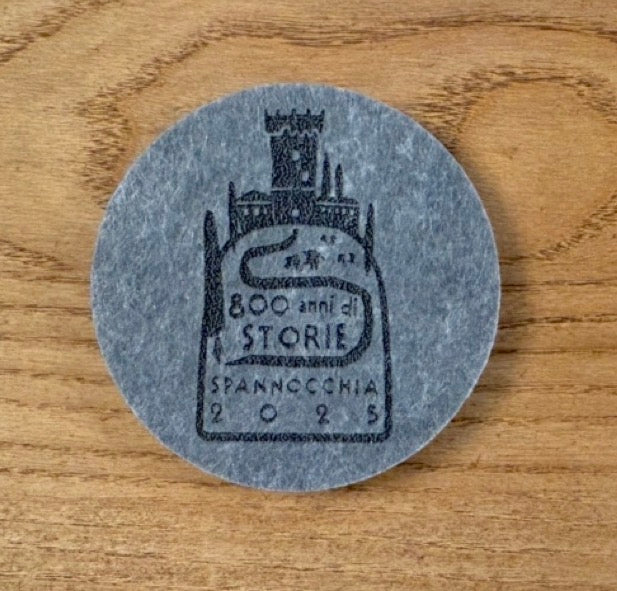 800 anni di
STORIE
SPANNOCCHIA
2025